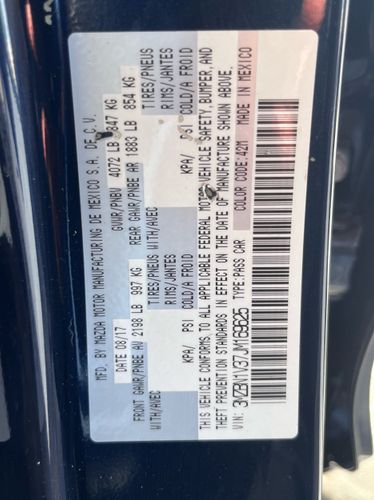 MFD. BY MAZDA MOTOR MANUFACTURING DE MEXICO S.A. DE C.V.
DATE 08/17 GVWR/PNBV 4072 LB 1847 KG
FRONT GAWR/PNBE AV 2198 LB 997 KG REAR GAWR/PNBE AR 1883 LB 854 KG
WITH/AVEC TIRES/PNEUS WITH/AVEC TIRES/PNEUS
RIMS/JANTES RIMS/JANTES
KPA/ PSI COLD/A FROID KPA/ PSI COLD/A FROID
THIS VEHICLE CONFORMS TO ALL APPLICABLE FEDERAL MOTOR VEHICLE SAFETY, BUMPER, AND
THEFT PREVENTION STANDARDS IN EFFECT ON THE DATE OF MANUFACTURE SHOWN ABOVE.
VIN: 3MZBN1V37JM169625 TYPE: PASS CAR COLOR CODE: 42M MADE IN MEXICO